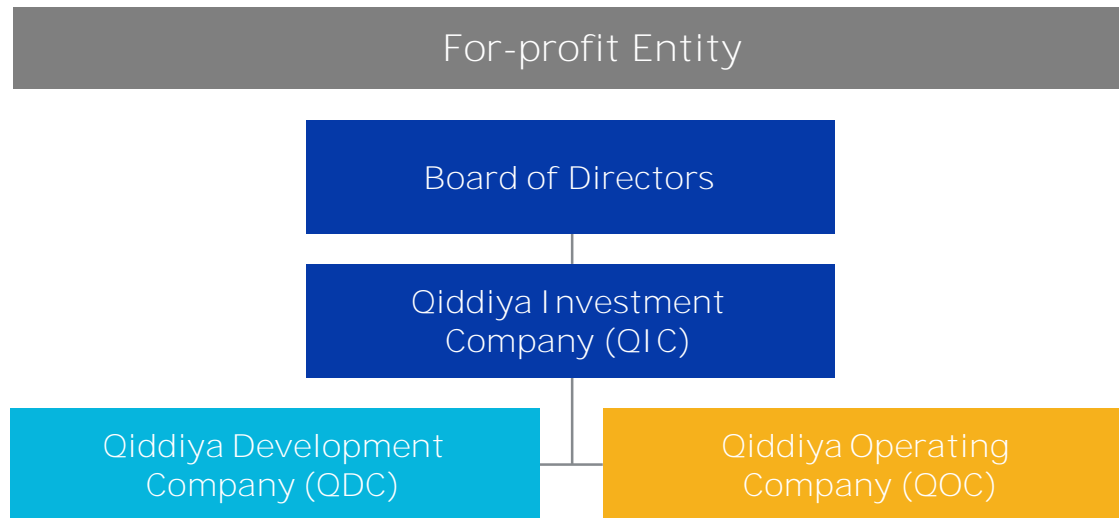 For-profit Entity
Board of Directors
Qiddiya Investment
Company (QIC)
Qiddiya Development
Company (QDC)
Qiddiya Operating
Company (QOC)